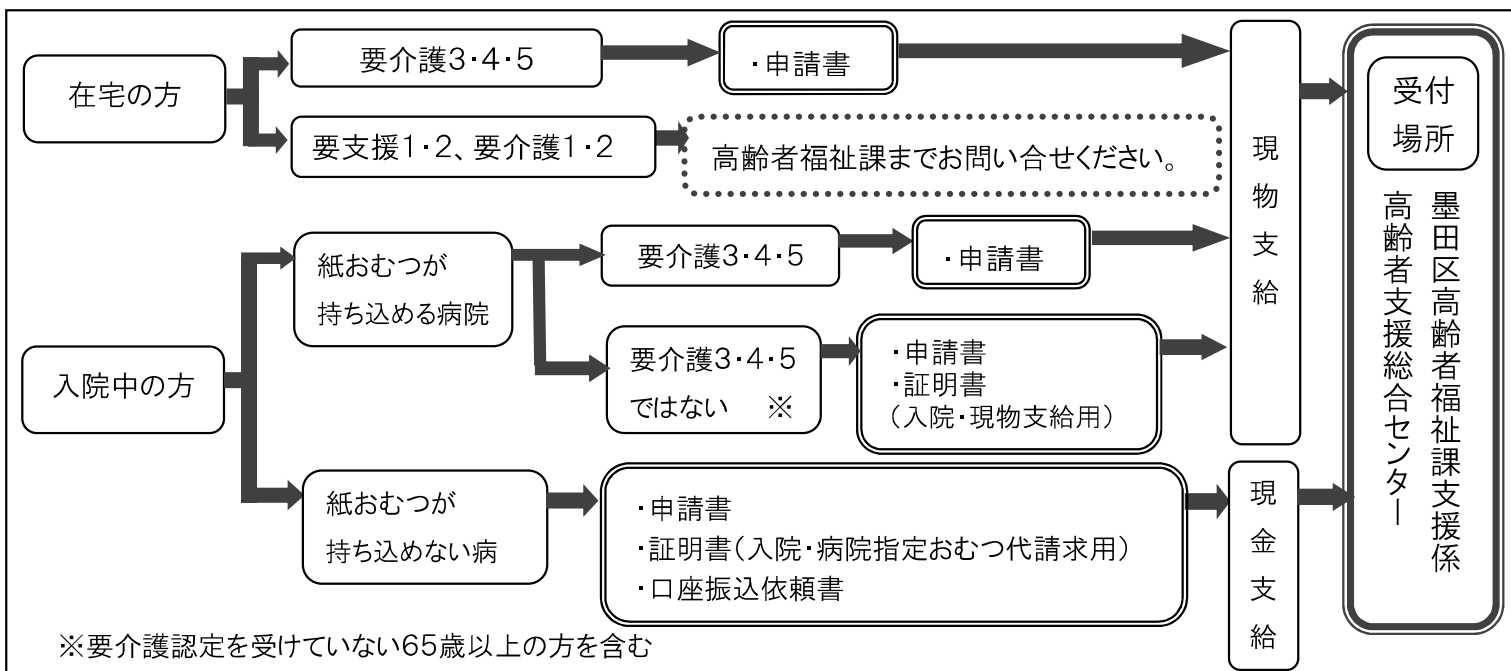 在宅の方
要介護3・4・5
・申請書
要支援1・2、要介護1・2
高齢者福祉課までお問い合せください。
入院中の方
紙おむつが
持ち込める病院
要介護3・4・5
・申請書
要介護3・4・5
ではない　※
・申請書
・証明書
（入院・現物支給用）
紙おむつが
持ち込めない病
・申請書
・証明書（入院・病院指定おむつ代請求用）
・口座振込依頼書
※要介護認定を受けていない65歳以上の方を含む
現物支給
現金支給
受付
場所
墨田区高齢者福祉課支援係
高齢者支援総合センター